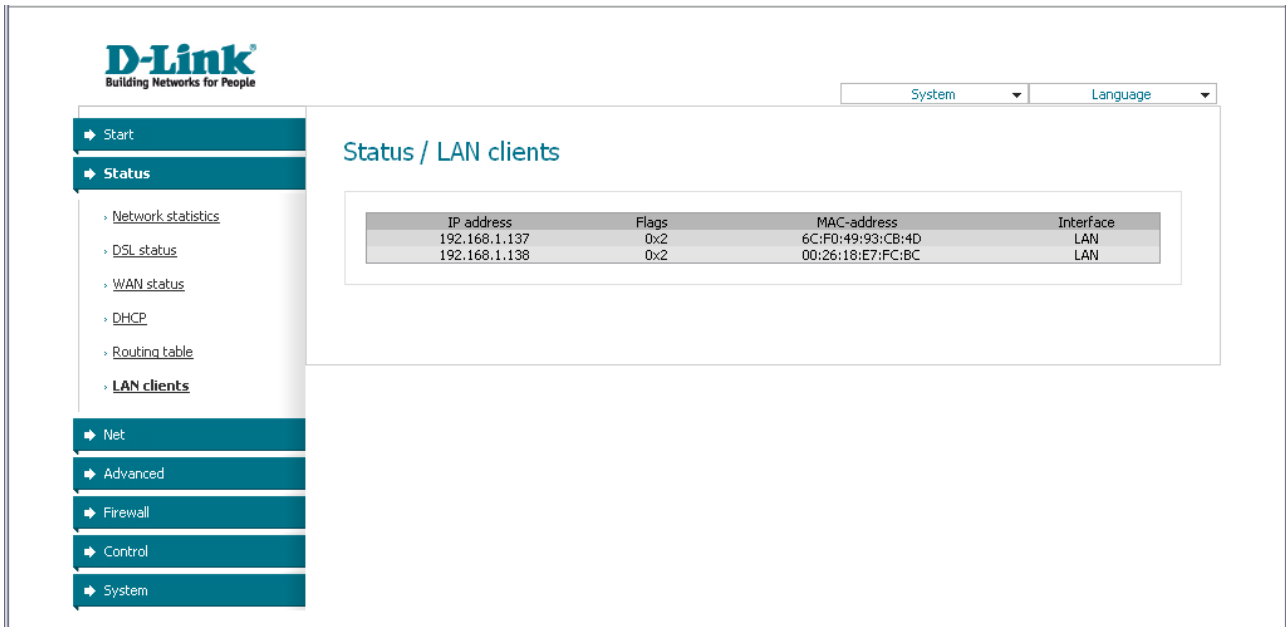 D-Link®
Building Networks for People
System
Language
Start
Status
Network statistics
DSL status
WAN status
DHCP
Routing table
LAN clients
Net
Advanced
Firewall
Control
System
Status / LAN clients
IP address Flags MAC-address Interface
192.168.1.137 0x2 6C:F0:49:93:CB:4D LAN
192.168.1.138 0x2 00:26:18:E7:FC:BC LAN